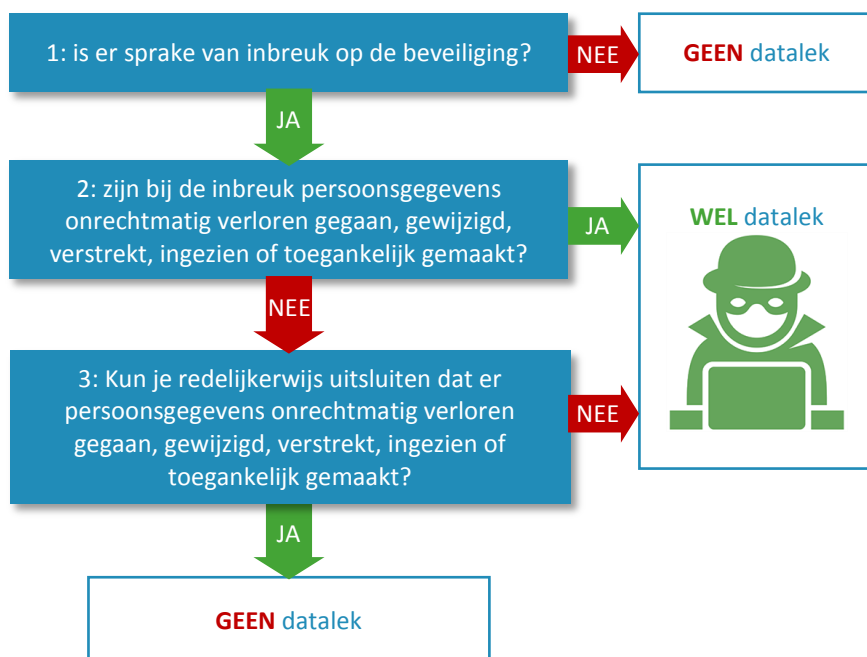 1: is er sprake van inbreuk op de beveiliging?
NEE
GEEN datalek
JA
2: zijn bij de inbreuk persoonsgegevens
onrechtmatig verloren gegaan, gewijzigd,
verstrekt, ingezien of toegankelijk gemaakt?
JA
WEL datalek
NEE
3: Kun je redelijkerwijs uitsluiten dat er
persoonsgegevens onrechtmatig verloren
gegaan, gewijzigd, verstrekt, ingezien of
toegankelijk gemaakt?
NEE
JA
GEEN datalek